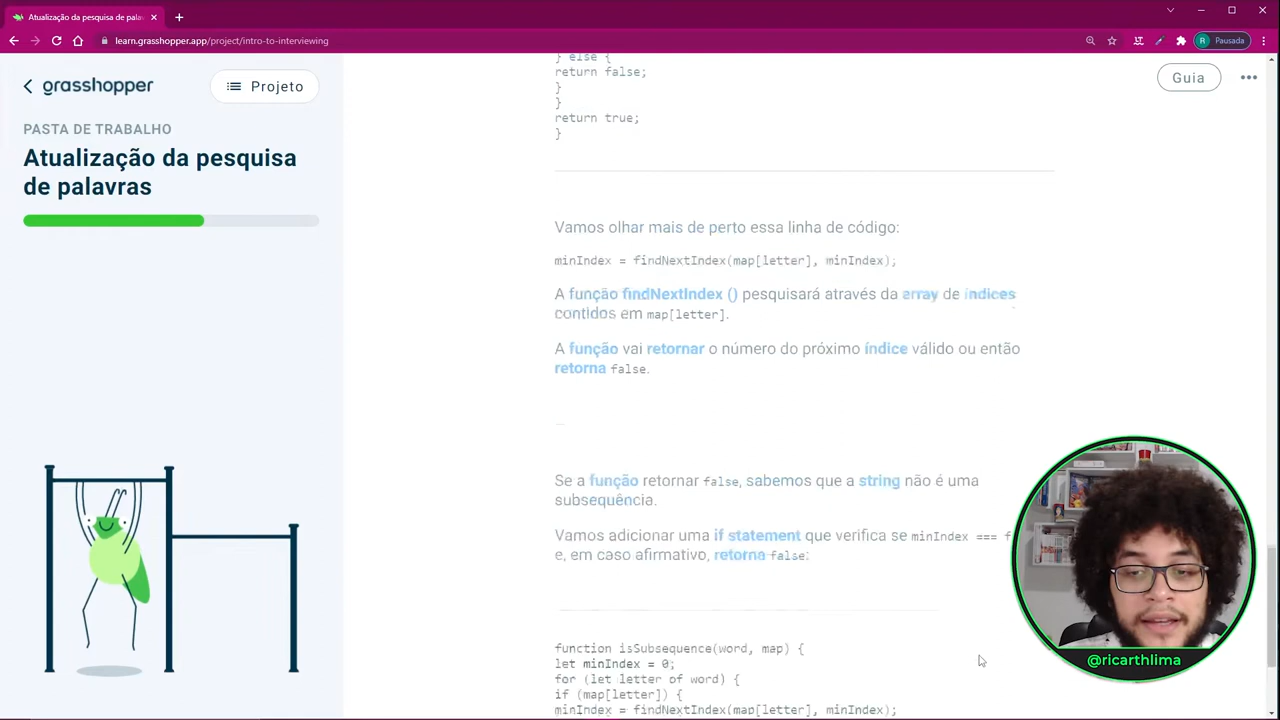 Atualização da pesquisa de palav
learn.grasshopper.app/project/intro-to-interviewing
R Pausada
grasshopper
Projeto
Guia
PASTA DE TRABALHO
Atualização da pesquisa
de palavras
} else {
return false;
}
}
return true;
}
Vamos olhar mais de perto essa linha de código:
minIndex = findNextIndex(map[letter], minIndex);
A função findNextIndex () pesquisará através da array de índices
contidos em map[letter].
A função vai retornar o número do próximo índice válido ou então
retorna false.
Se a função retornar false, sabemos que a string não é uma
subsequência.
Vamos adicionar uma if statement que verifica se minIndex === f
e, em caso afirmativo, retorna false:
function isSubsequence(word, map) {
let minIndex = 0;
for (let letter of word) {
if (map[letter]) {
minIndex = findNextIndex(map[letter], minIndex);
@ricarthlima